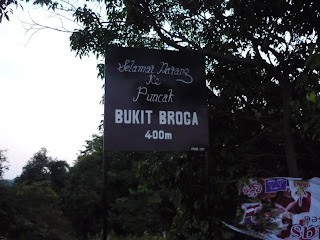 Selamat Datang
Ke
Puncak
BUKIT BROGA
400m